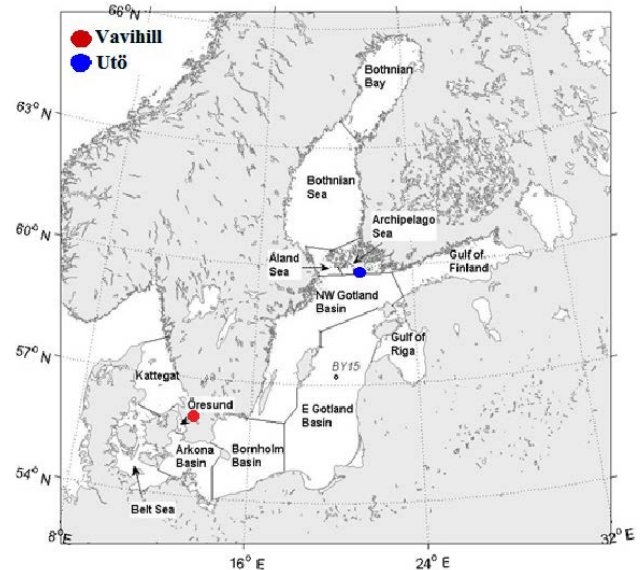 66° N
Vavihill
Utö
Bothnian
Bay
63° N
Bothnian
Sea
Archipelago
Sea
60° N
Åland
Sea
Gulf of
Finland
NW Gotland
Basin
Gulf of
Riga
57° N
BY15
Kattegat
Öresund
E Gotland
Basin
Arkona
Basin
Bornholm
Basin
54° N
Belt Sea
8° E
16° E
24° E
32° E